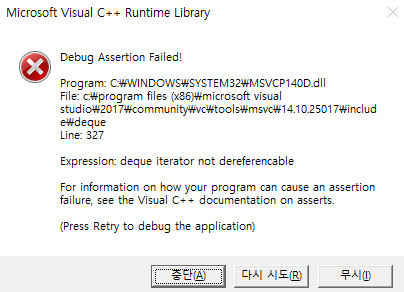 Microsoft Visual C++ Runtime Library
Debug Assertion Failed!
Program: C:₩WINDOWS₩SYSTEM32₩MSVCP140D.dll
File: c:₩program files (x86)₩microsoft visual
studio₩2017₩community₩vc₩tools₩msvc₩14.10.25017₩includ
e₩deque
Line: 327
Expression: deque iterator not dereferencable
For information on how your program can cause an assertion
failure, see the Visual C++ documentation on asserts.
(Press Retry to debug the application)
중단(A) 다시 시도(R) 무시(I)